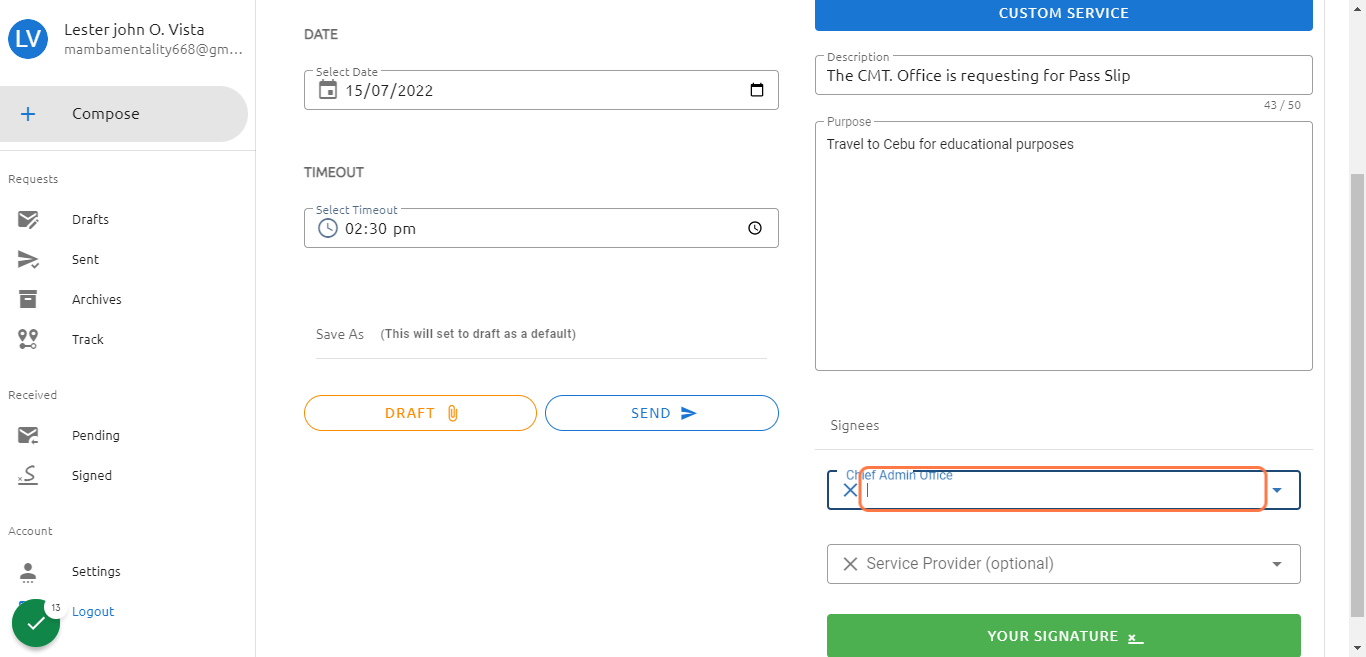 LV
Lester john O. Vista
mambamentality668@gm...
Compose
Requests
Drafts
Sent
Archives
Track
Received
Pending
Signed
Account
Settings
Logout
13
DATE
Select Date
15/07/2022
TIMEOUT
Select Timeout
02:30 pm
Save As (This will set to draft as a default)
DRAFT
SEND
CUSTOM SERVICE
Description
The CMT. Office is requesting for Pass Slip
43 / 50
Purpose
Travel to Cebu for educational purposes
Signees
Chief Admin Office
Service Provider (optional)
YOUR SIGNATURE